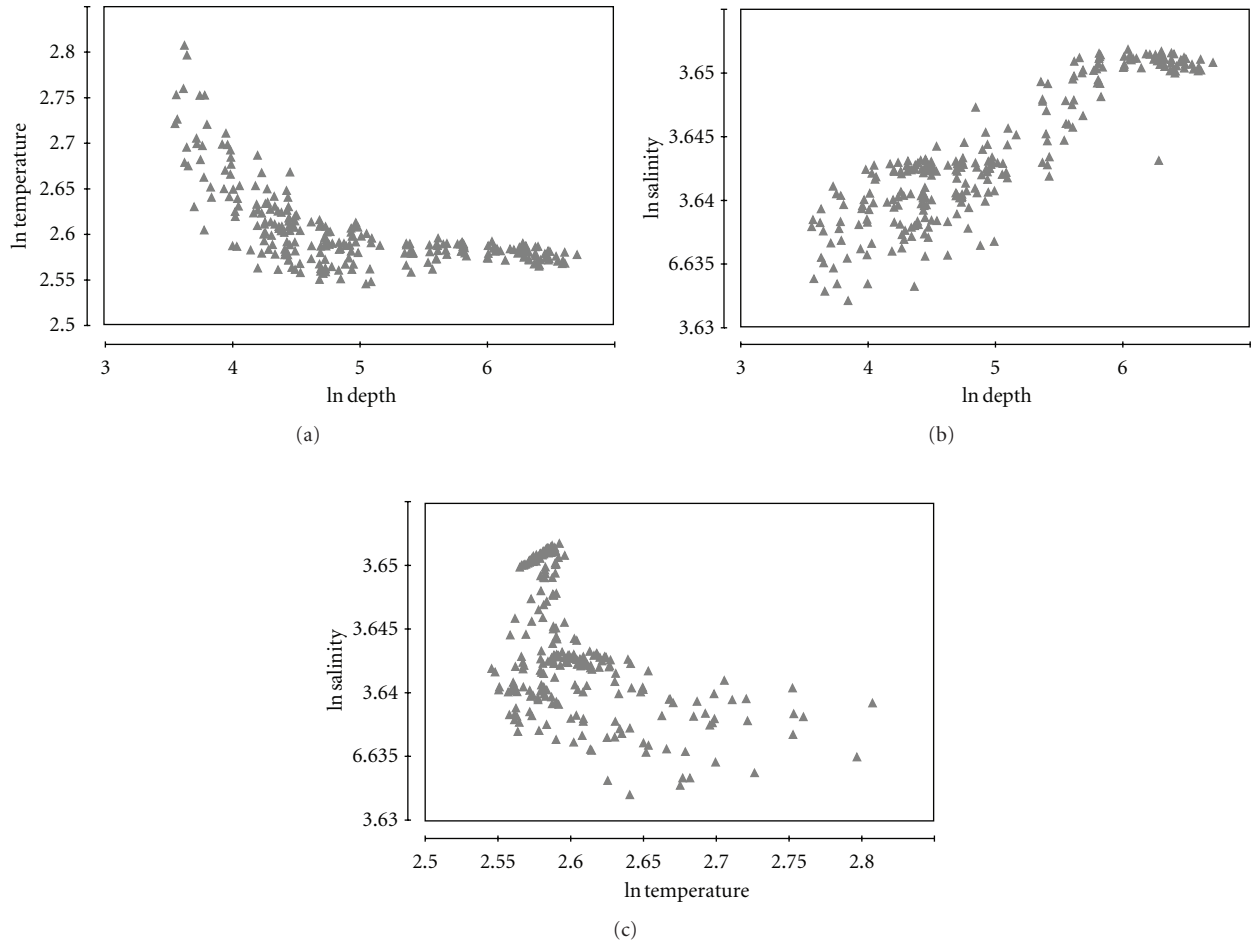 2.8
2.75
2.7
2.65
2.6
2.55
2.5
ln temperature
3 4 5 6
ln depth
(a)
3.65
3.645
3.64
6.635
3.63
ln salinity
3 4 5 6
ln depth
(b)
3.65
3.645
3.64
6.635
3.63
ln salinity
2.5 2.55 2.6 2.65 2.7 2.75 2.8
ln temperature
(c)